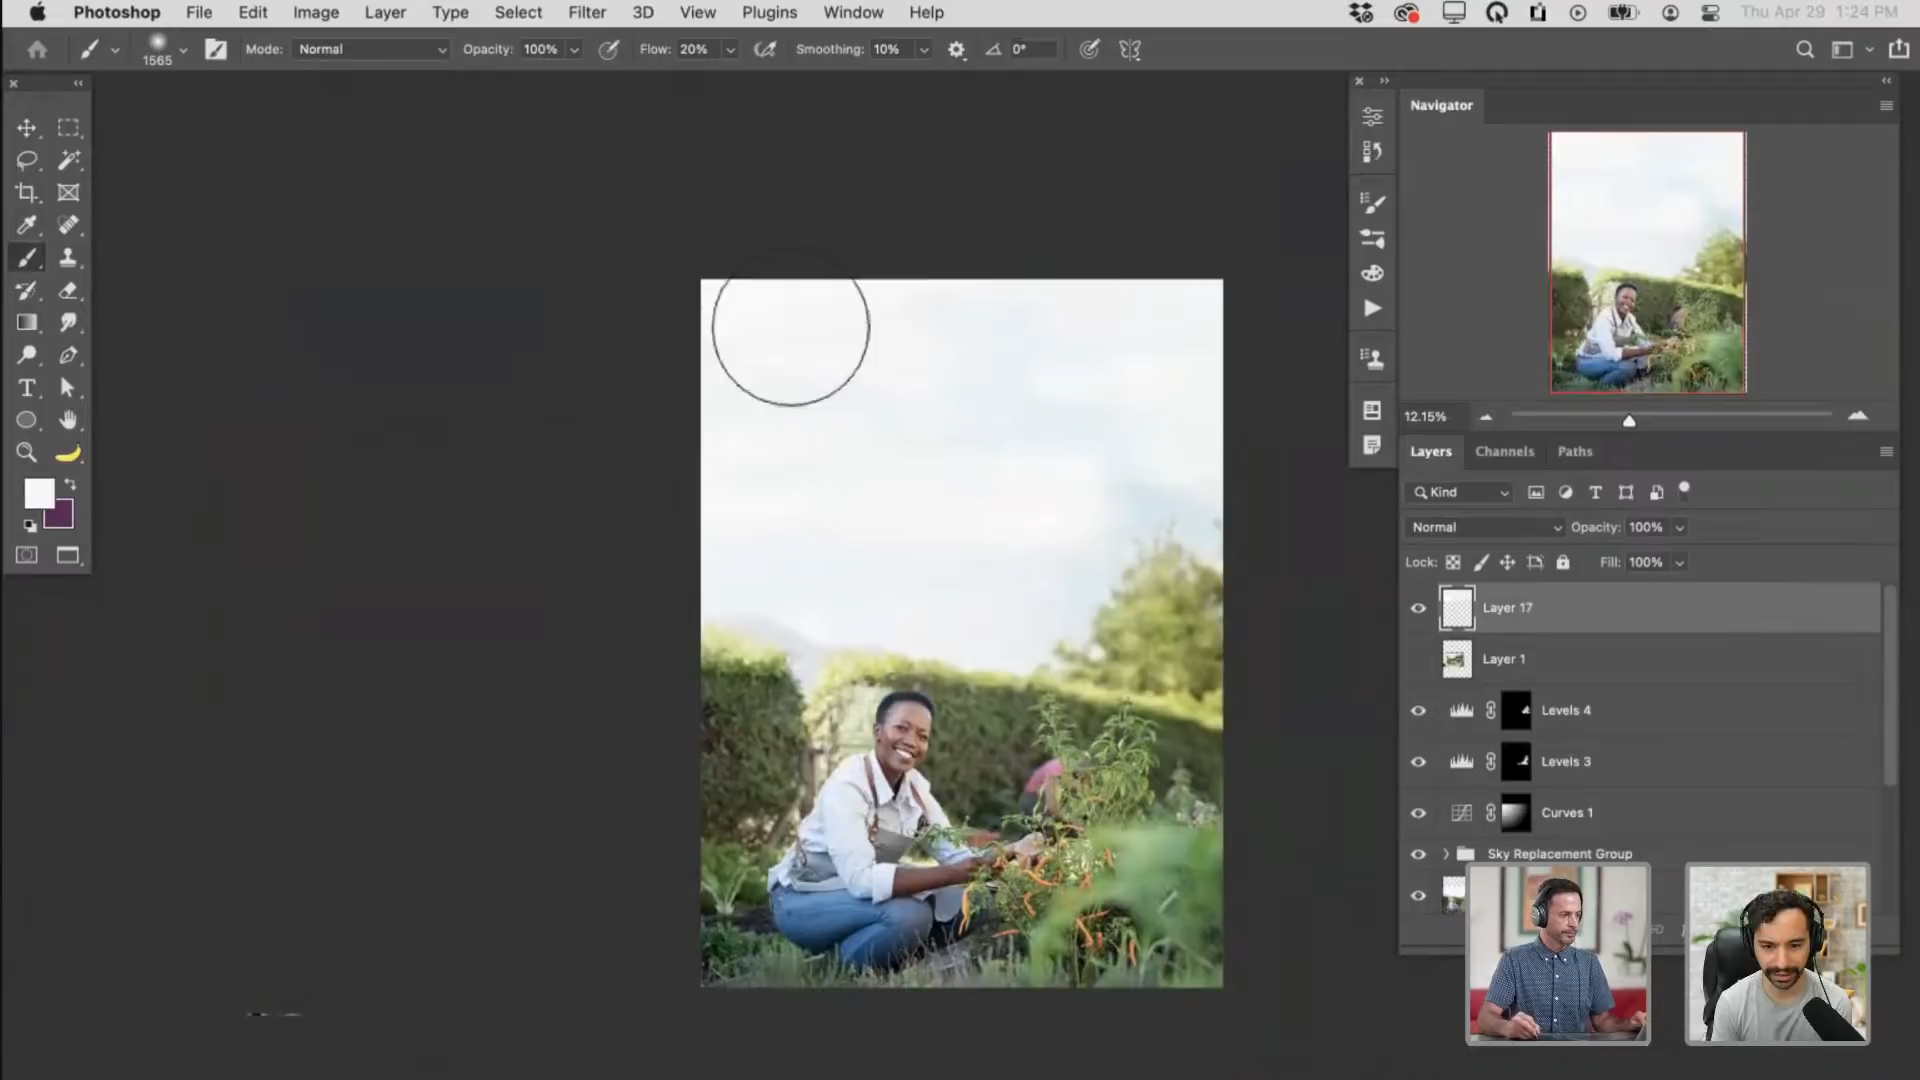 Photoshop File Edit Image Layer Type Select Filter 3D View Plugins Window Help Thu Apr 29 1:24 PM
1565 Mode: Normal Opacity: 100% Flow: 20% Smoothing: 10% 0°
Navigator
12.15%
Layers Channels Paths
Kind
Normal Opacity: 100%
Lock: Fill: 100%
Layer 17
Layer 1
Levels 4
Levels 3
Curves 1
Sky Replacement Group